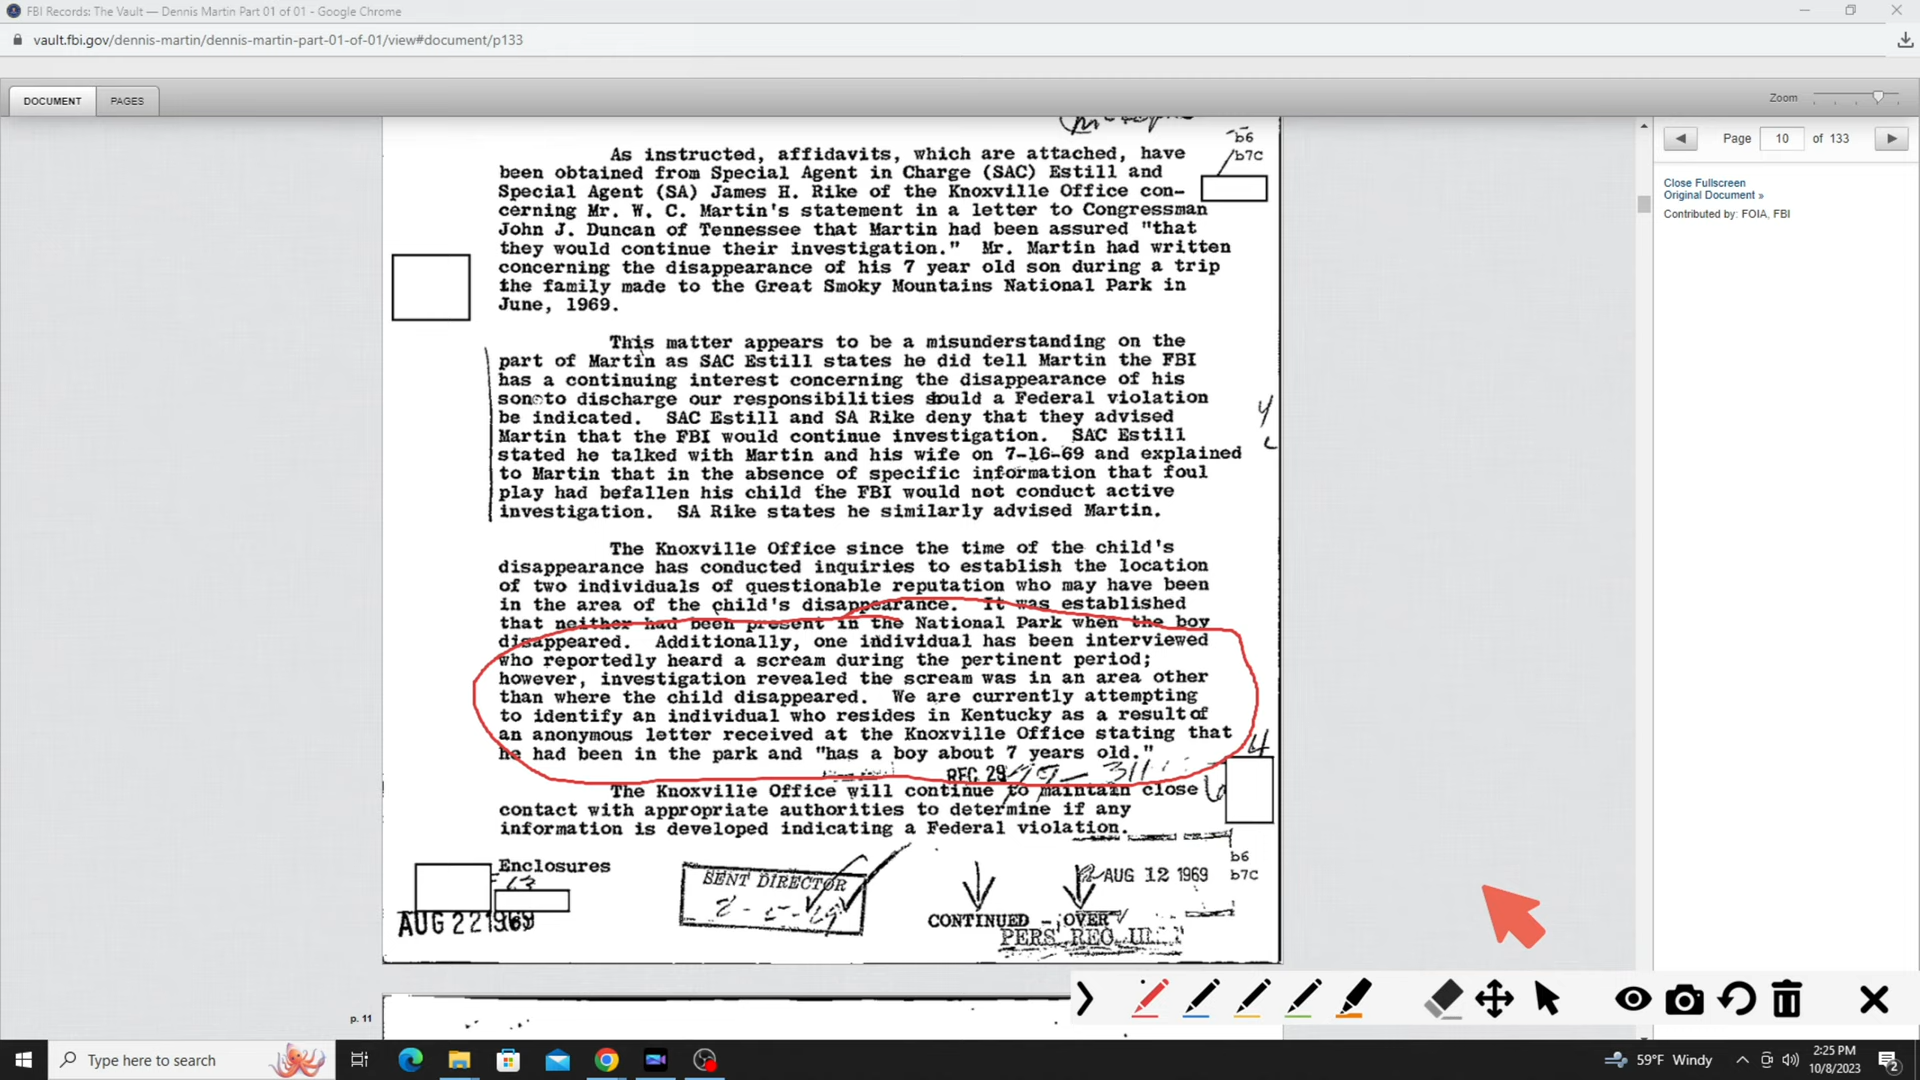 FBI Records: The Vault — Dennis Martin Part 01 of 01 - Google Chrome
vault.fbi.gov/dennis-martin/dennis-martin-part-01-of-01/view#document/p133
DOCUMENT
PAGES
Zoom
Page 10 of 133
Close Fullscreen
Original Document »
Contributed by: FOIA, FBI
b6
b7C
As instructed, affidavits, which are attached, have
been obtained from Special Agent in Charge (SAC) Estill and
Special Agent (SA) James H. Rike of the Knoxville Office con-
cerning Mr. W. C. Martin's statement in a letter to Congressman
John J. Duncan of Tennessee that Martin had been assured "that
they would continue their investigation." Mr. Martin had written
concerning the disappearance of his 7 year old son during a trip
the family made to the Great Smoky Mountains National Park in
June, 1969.
This matter appears to be a misunderstanding on the
part of Martin as SAC Estill states he did tell Martin the FBI
has a continuing interest concerning the disappearance of his
son to discharge our responsibilities should a Federal violation
be indicated. SAC Estill and SA Rike deny that they advised
Martin that the FBI would continue investigation. SAC Estill
stated he talked with Martin and his wife on 7-16-69 and explained
to Martin that in the absence of specific information that foul
play had befallen his child the FBI would not conduct active
investigation. SA Rike states he similarly advised Martin.
The Knoxville Office since the time of the child's
disappearance has conducted inquiries to establish the location
of two individuals of questionable reputation who may have been
in the area of the child's disappearance. It was established
that neither had been present in the National Park when the boy
disappeared. Additionally, one individual has been interviewed
who reportedly heard a scream during the pertinent period;
however, investigation revealed the scream was in an area other
than where the child disappeared. We are currently attempting
to identify an individual who resides in Kentucky as a result of
an anonymous letter received at the Knoxville Office stating that
he had been in the park and "has a boy about 7 years old."
REC 29
The Knoxville Office will continue to maintain close
contact with appropriate authorities to determine if any
information is developed indicating a Federal violation.
Enclosures
SENT DIRECTOR
AUG 12 1969
b6
b7C
CONTINUED - OVER
AUG 22 1969
PERS. REC. UNIT
p. 11
Type here to search
59°F Windy
2:25 PM
10/8/2023
2